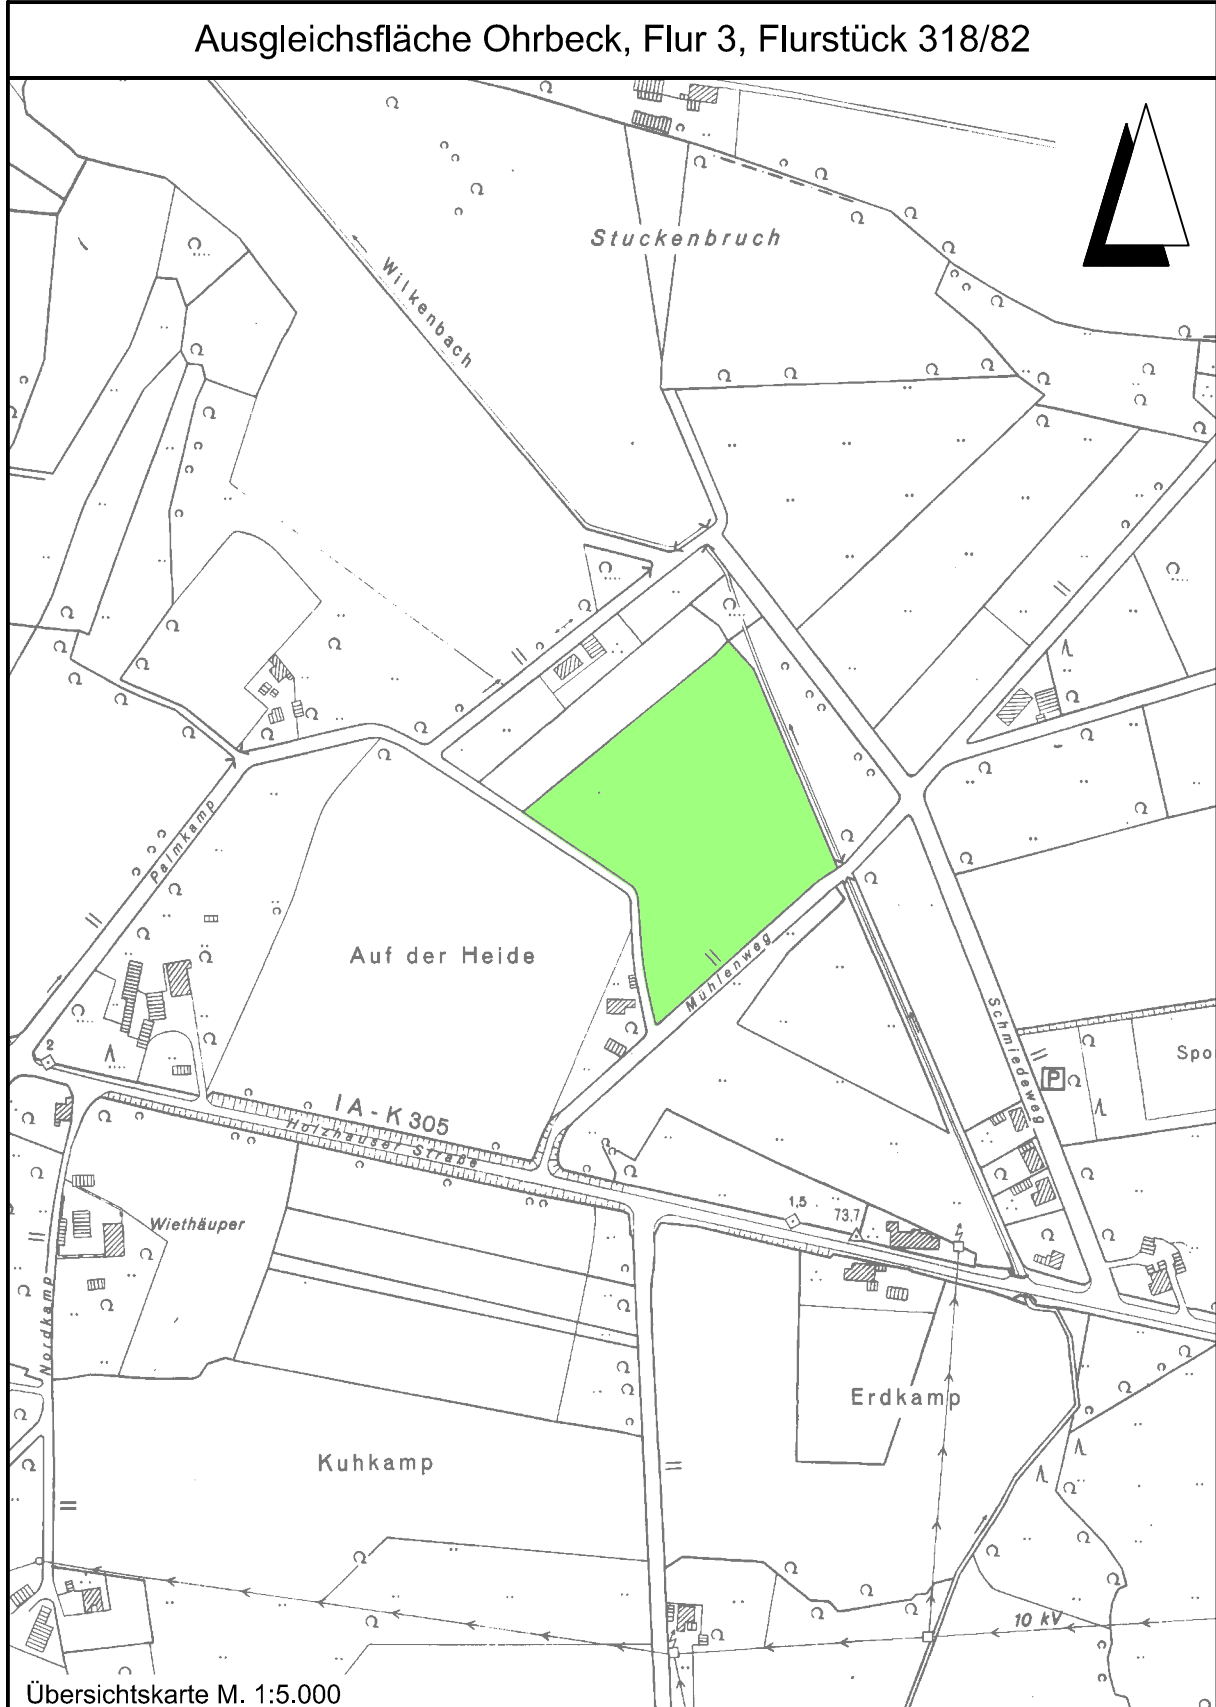 Ausgleichsfläche Ohrbeck, Flur 3, Flurstück 318/82
Stuckenbruch
Wilkenbach
Palmkamp
Auf der Heide
Mühlenweg
Schmiedeweg
Spo
P
2
IA-K 305
Holzhauser Straße
1,5
73.7
Wiethäuper
Nordkamp
Erdkamp
Kuhkamp
10 kV
Übersichtskarte M. 1:5.000